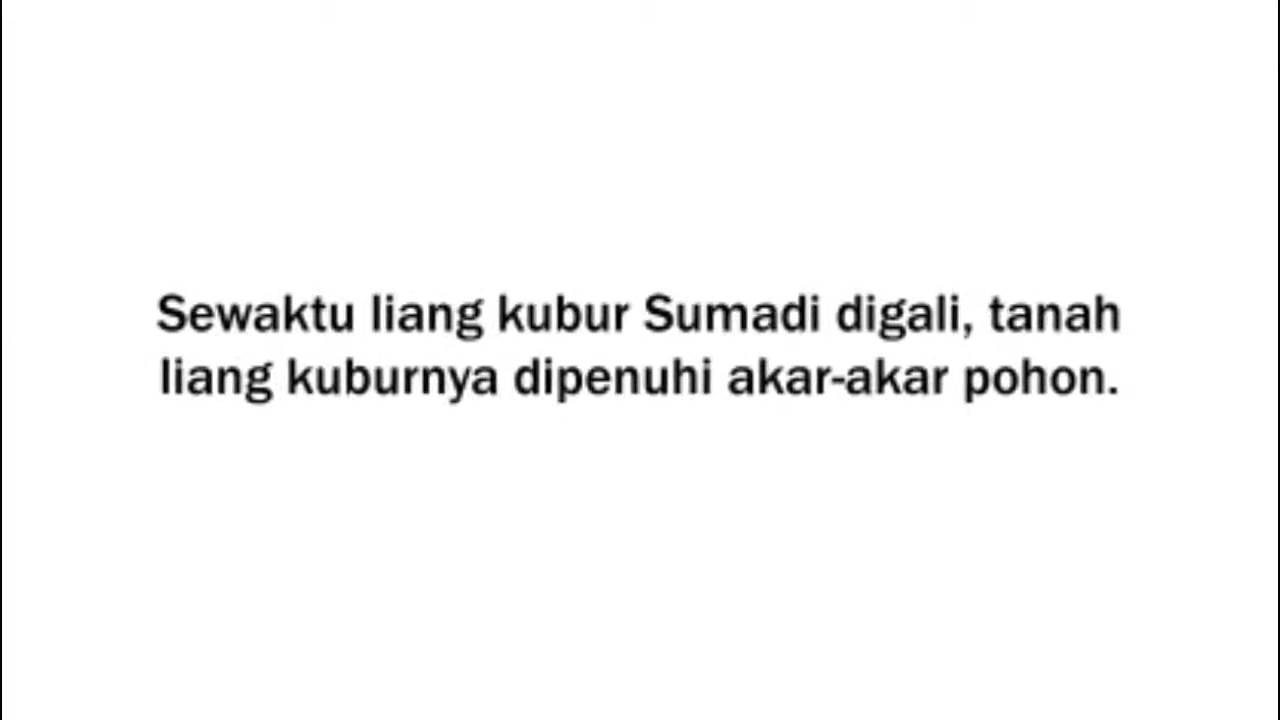 Sewaktu liang kubur Sumadi digali, tanah
liang kuburnya dipenuhi akar-akar pohon.